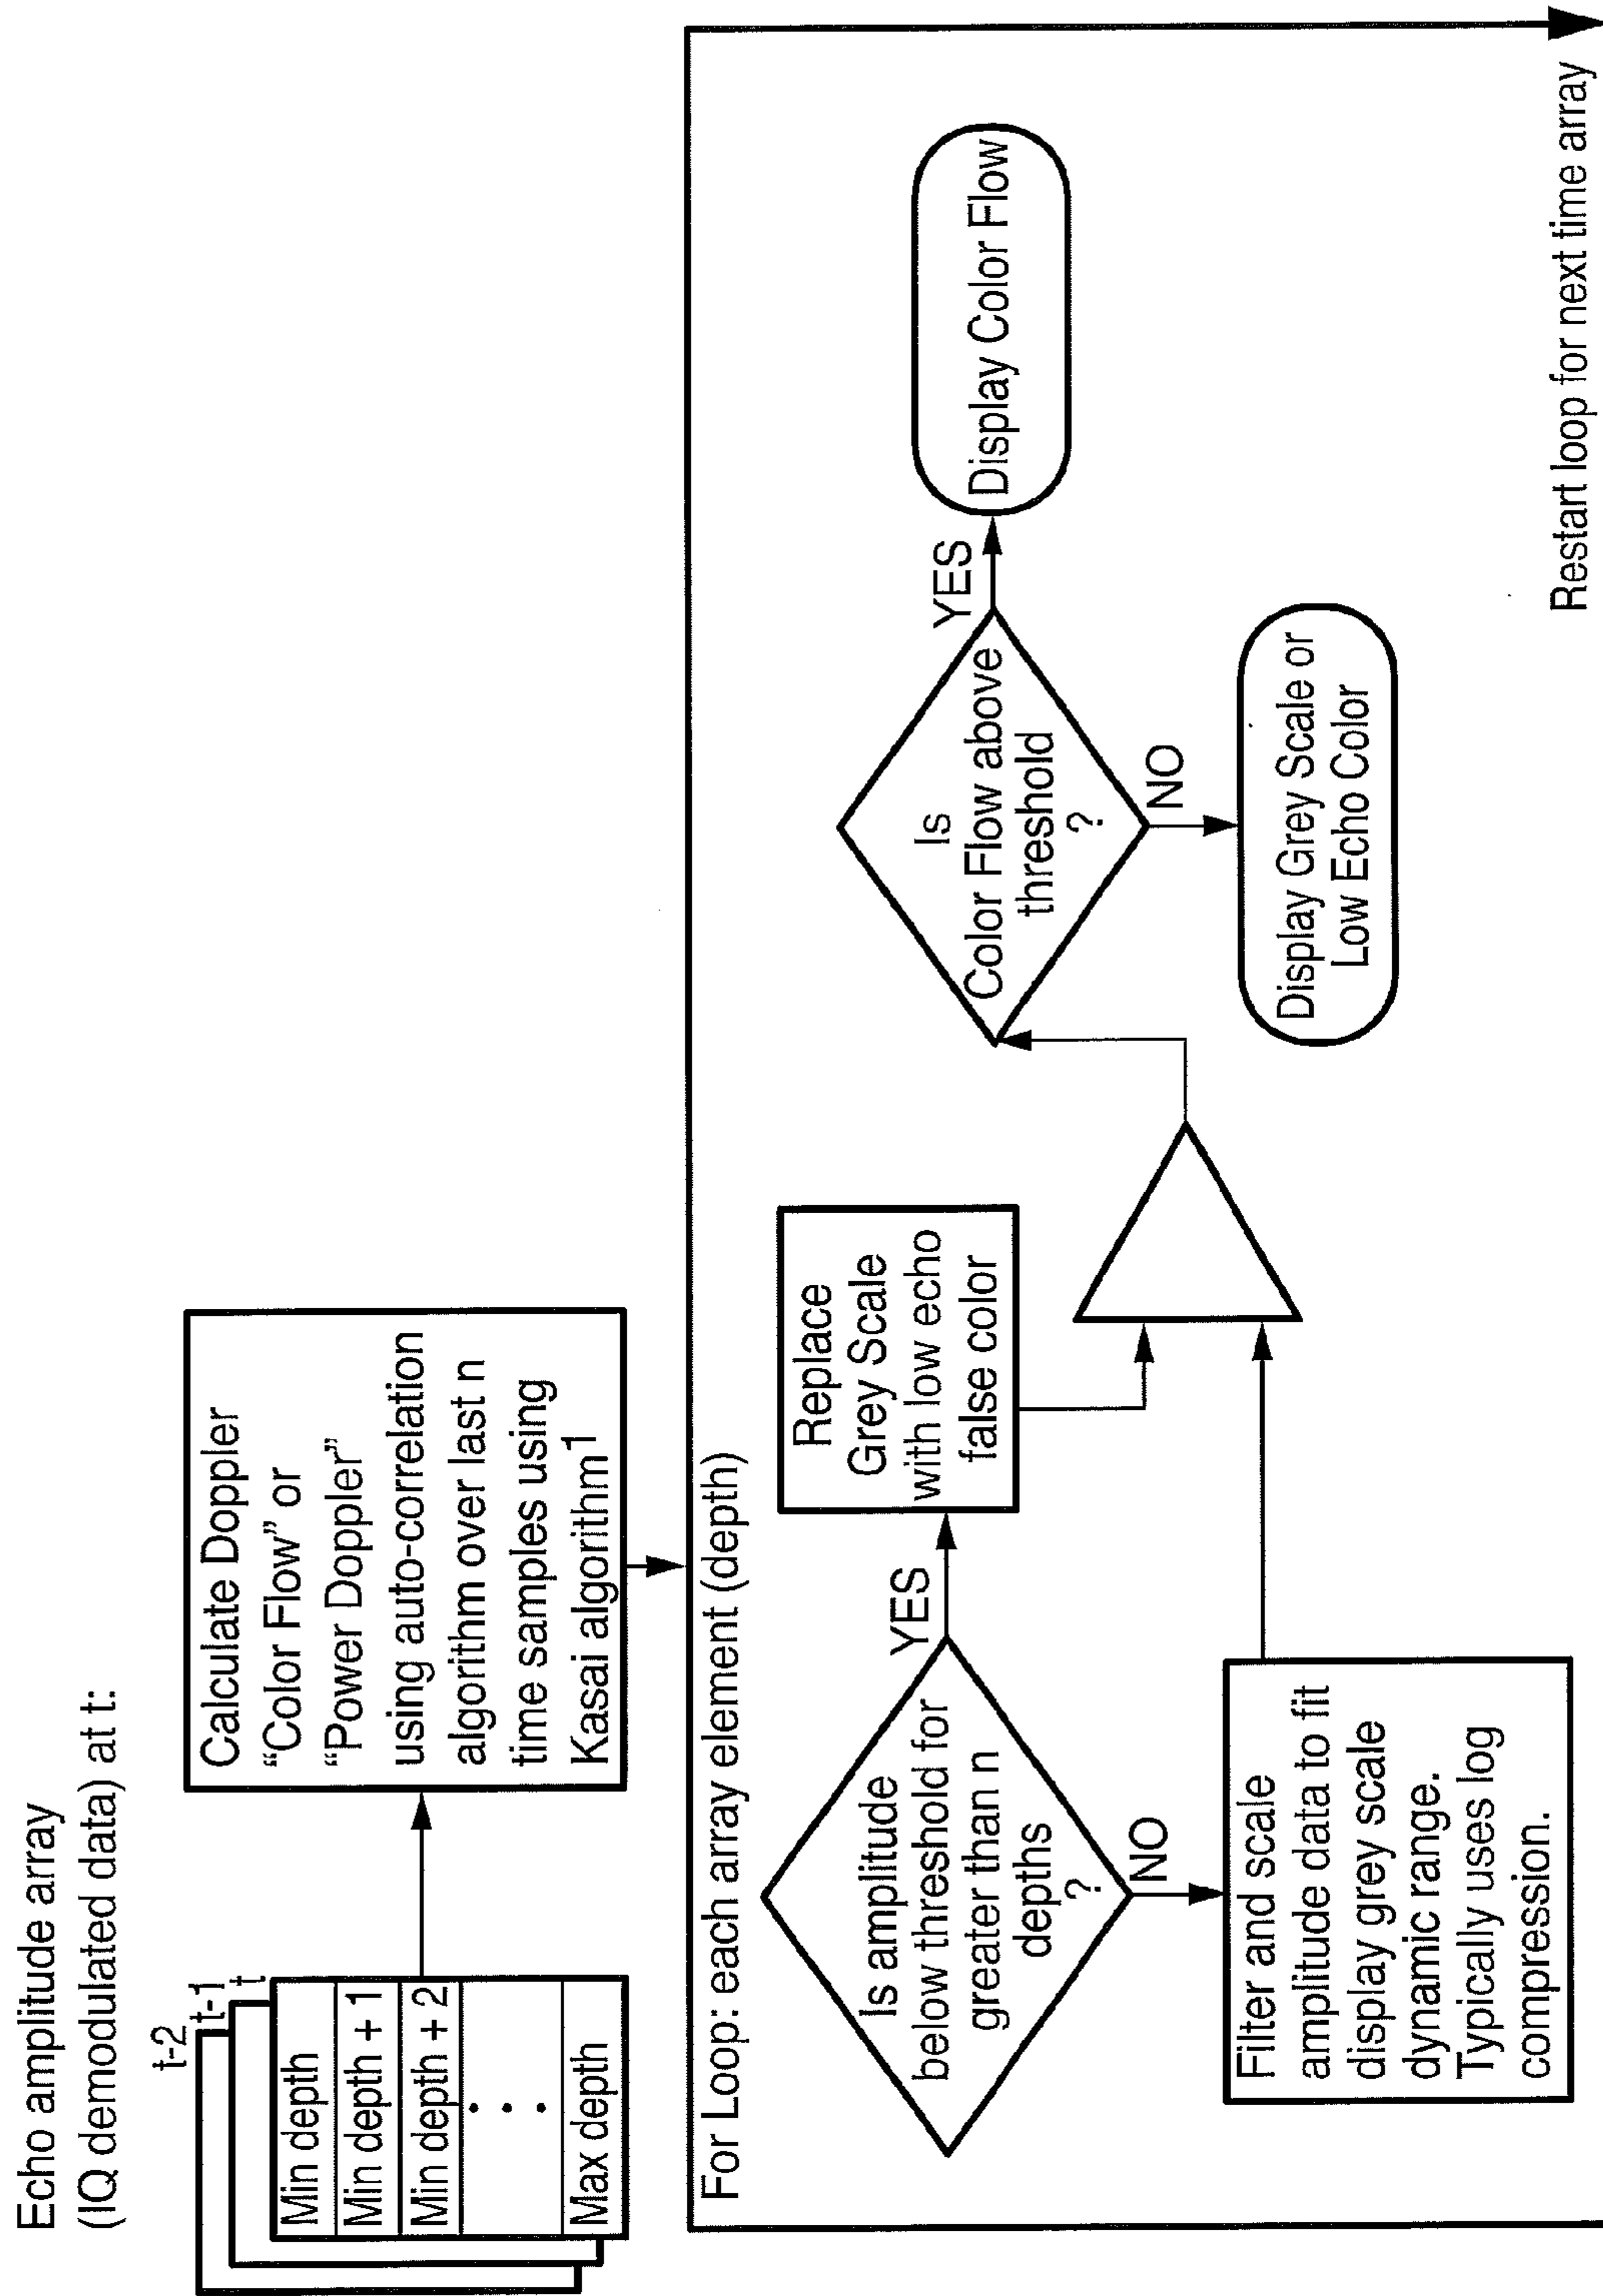 Echo amplitude array
(IQ demodulated data) at t:
t-2
t-1
t
Min depth
Min depth + 1
Min depth + 2
Max depth
Calculate Doppler
“Color Flow” or
“Power Doppler”
using auto-correlation
algorithm over last n
time samples using
Kasai algorithm1
For Loop: each array element (depth)
Is amplitude
below threshold for
greater than n
depths
?
YES
NO
Replace
Grey Scale
with low echo
false color
Filter and scale
amplitude data to fit
display grey scale
dynamic range.
Typically uses log
compression.
Is
Color Flow above
threshold
?
YES
NO
Display Color Flow
Display Grey Scale or
Low Echo Color
Restart loop for next time array